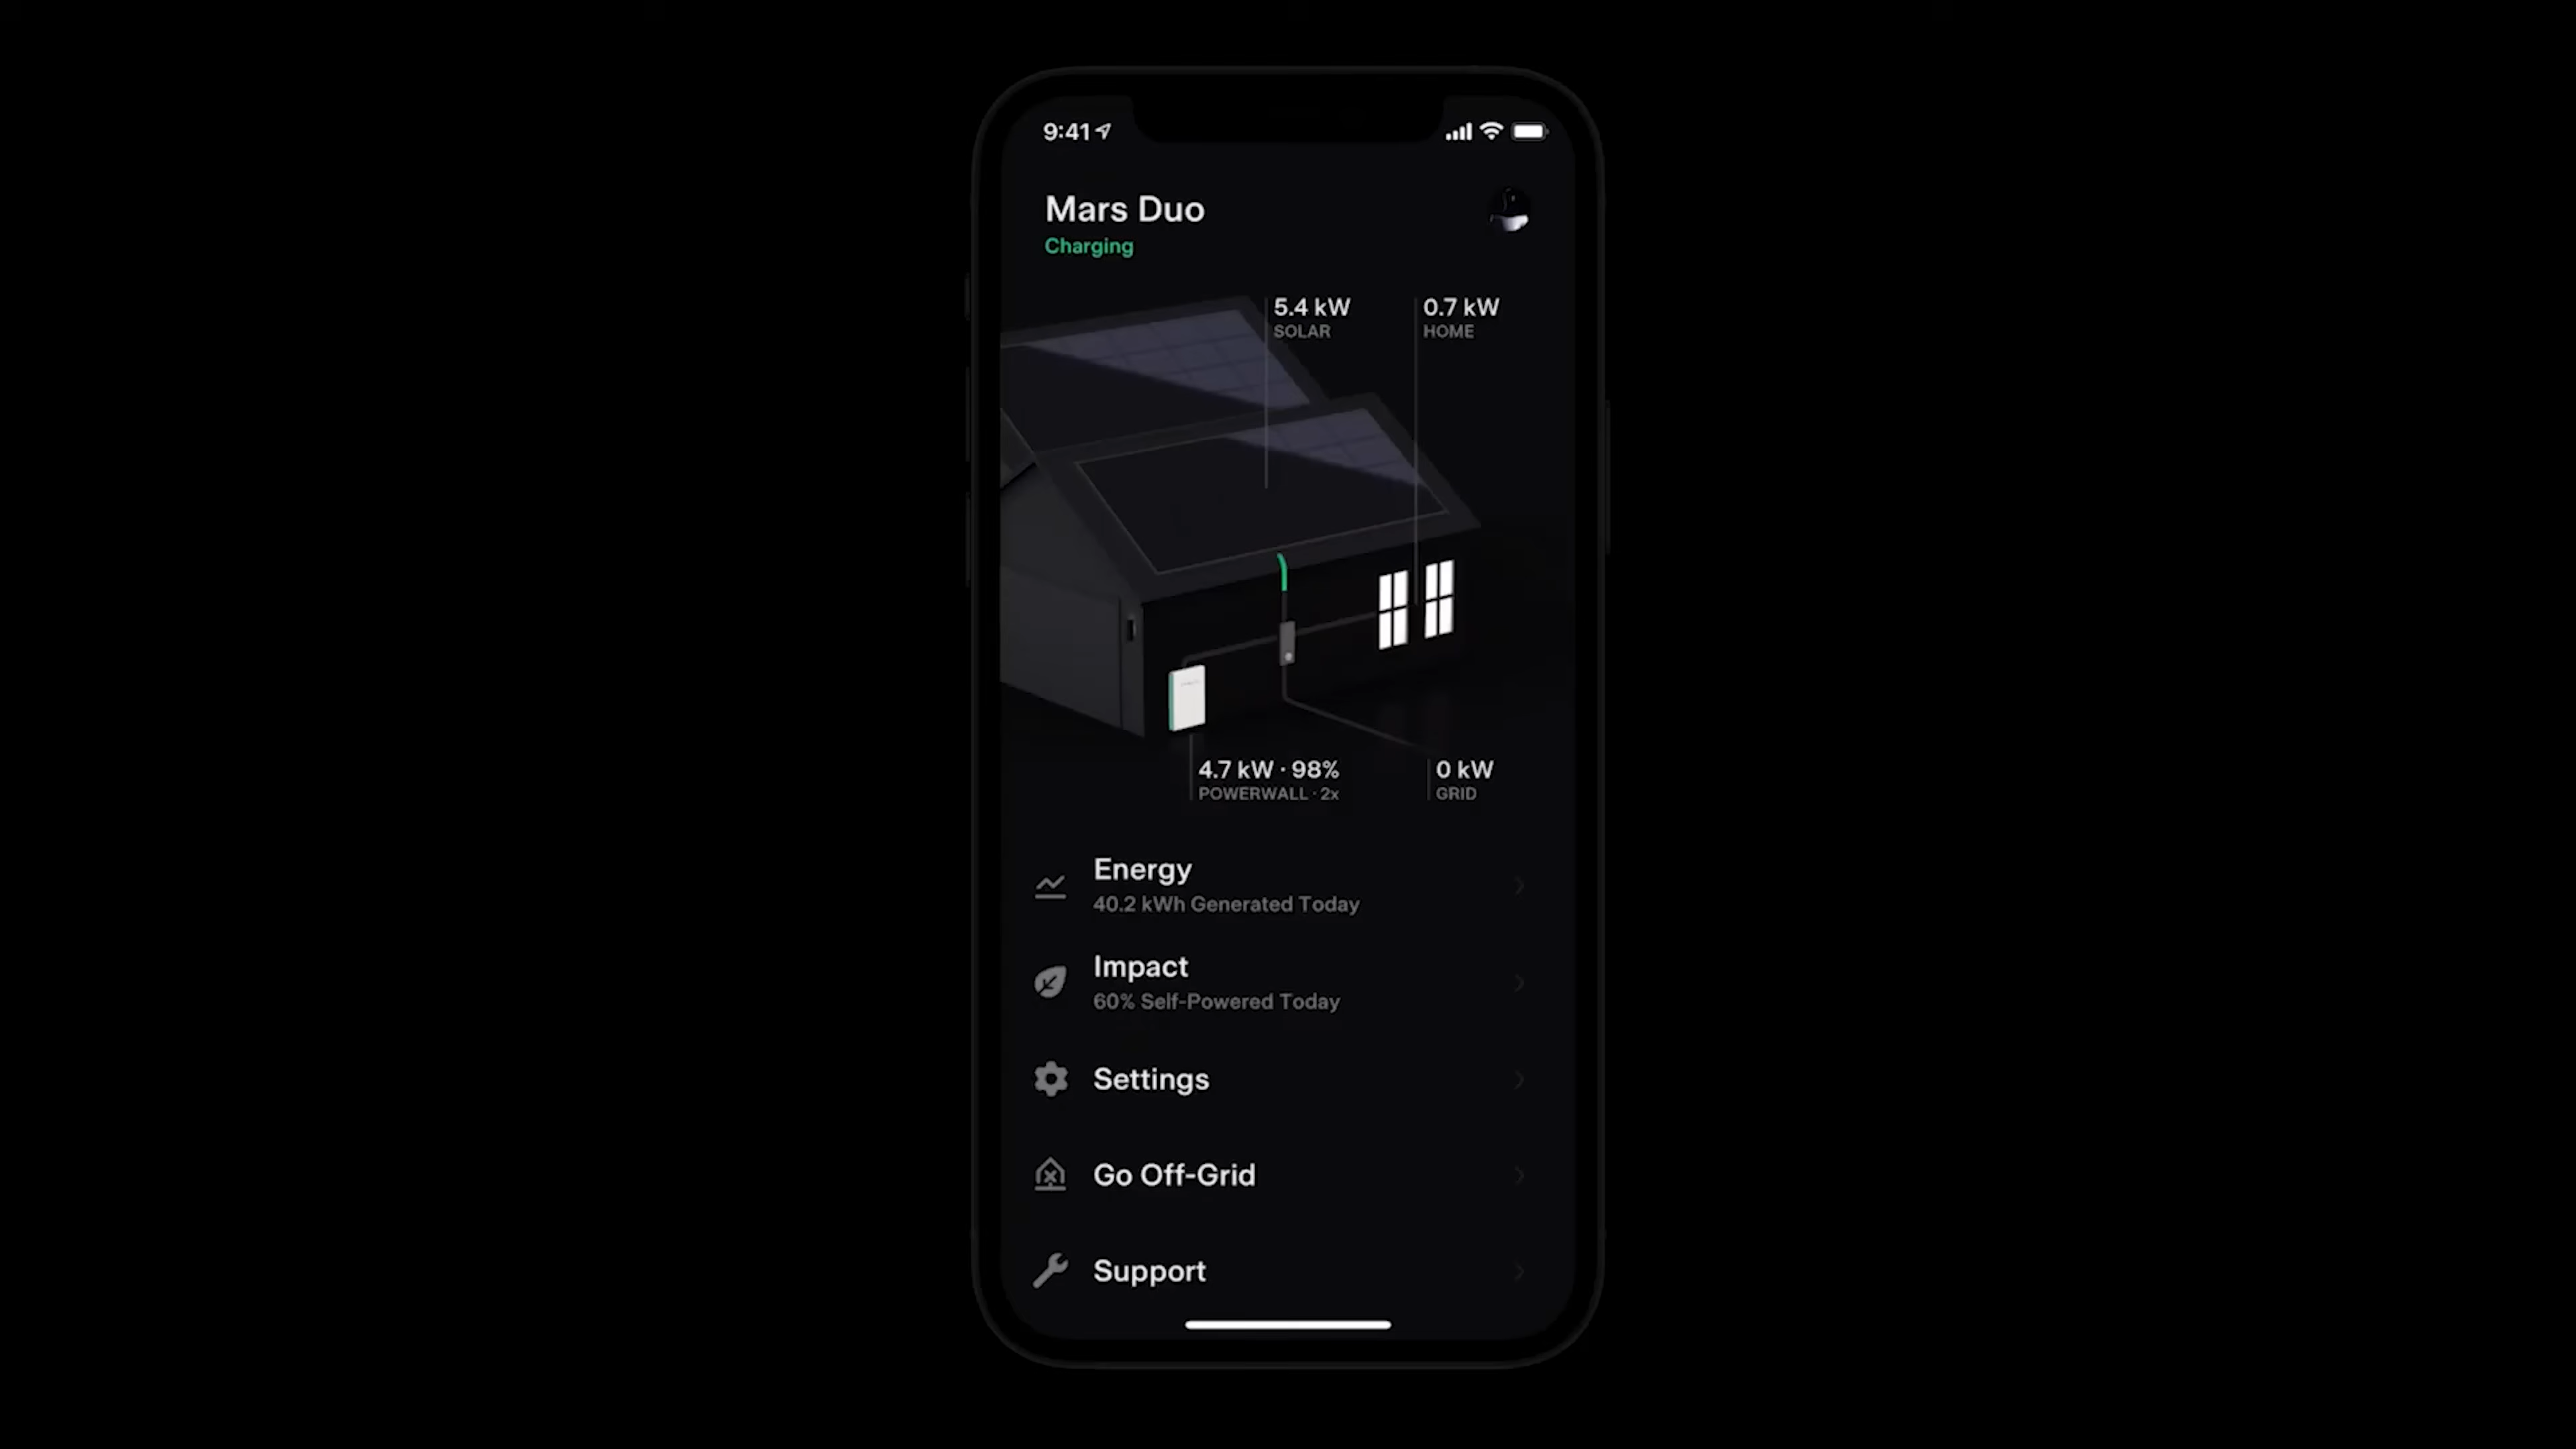 9:41
Mars Duo
Charging
5.4 kW
SOLAR
0.7 kW
HOME
4.7 kW · 98%
POWERWALL · 2x
0 kW
GRID
Energy
40.2 kWh Generated Today
Impact
60% Self-Powered Today
Settings
Go Off-Grid
Support